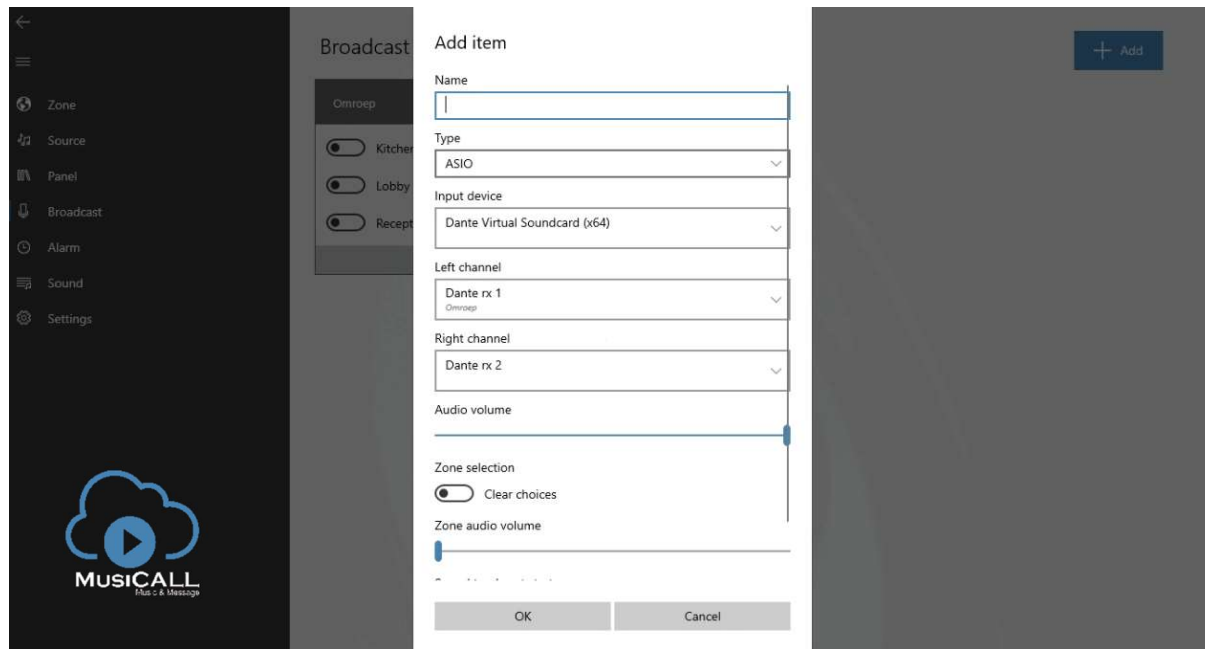 Zone
Source
Panel
Broadcast
Alarm
Sound
Settings
MUSICALL
Music & Message
Broadcast
Omroep
Kitchen
Lobby
Recept
Add item
Name
Type
ASIO
Input device
Dante Virtual Soundcard (x64)
Left channel
Dante rx 1
Omroep
Right channel
Dante rx 2
Audio volume
Zone selection
Clear choices
Zone audio volume
OK
Cancel
Add